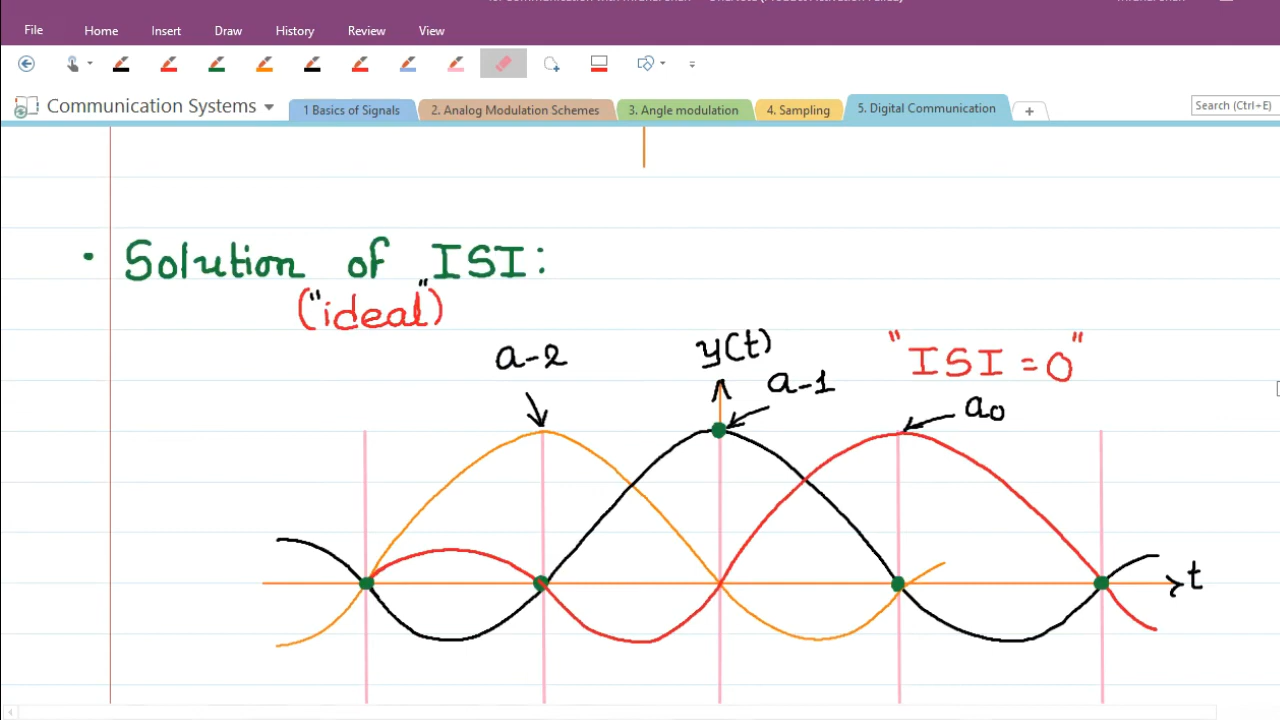 File Home Insert Draw History Review View
Communication Systems 1 Basics of Signals 2. Analog Modulation Schemes 3. Angle modulation 4. Sampling 5. Digital Communication Search (Ctrl+E)
• Solution of ISI:
("ideal")
a-2 y(t) "ISI = 0"
a-1 a0
t